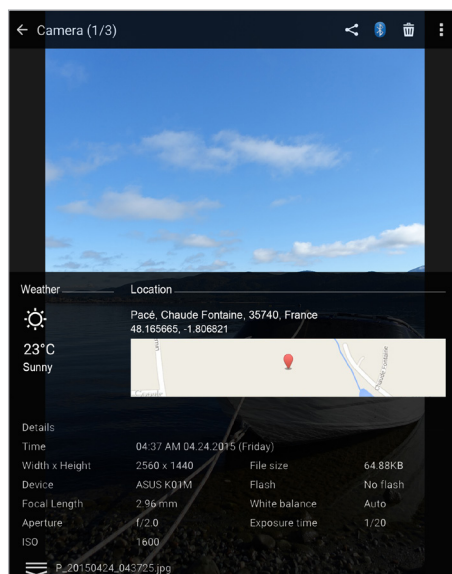 Camera (1/3)
Weather Location
Pacé, Chaude Fontaine, 35740, France
48.165665, -1.806821
23°C
Sunny
Chaude Fontaine
Details
Time 04:37 AM 04.24.2015 (Friday)
Width x Height 2560 x 1440 File size 64.88KB
Device ASUS K01M Flash No flash
Focal Length 2.96 mm White balance Auto
Aperture f/2.0 Exposure time 1/20
ISO 1600
P_20150424_043725.jpg